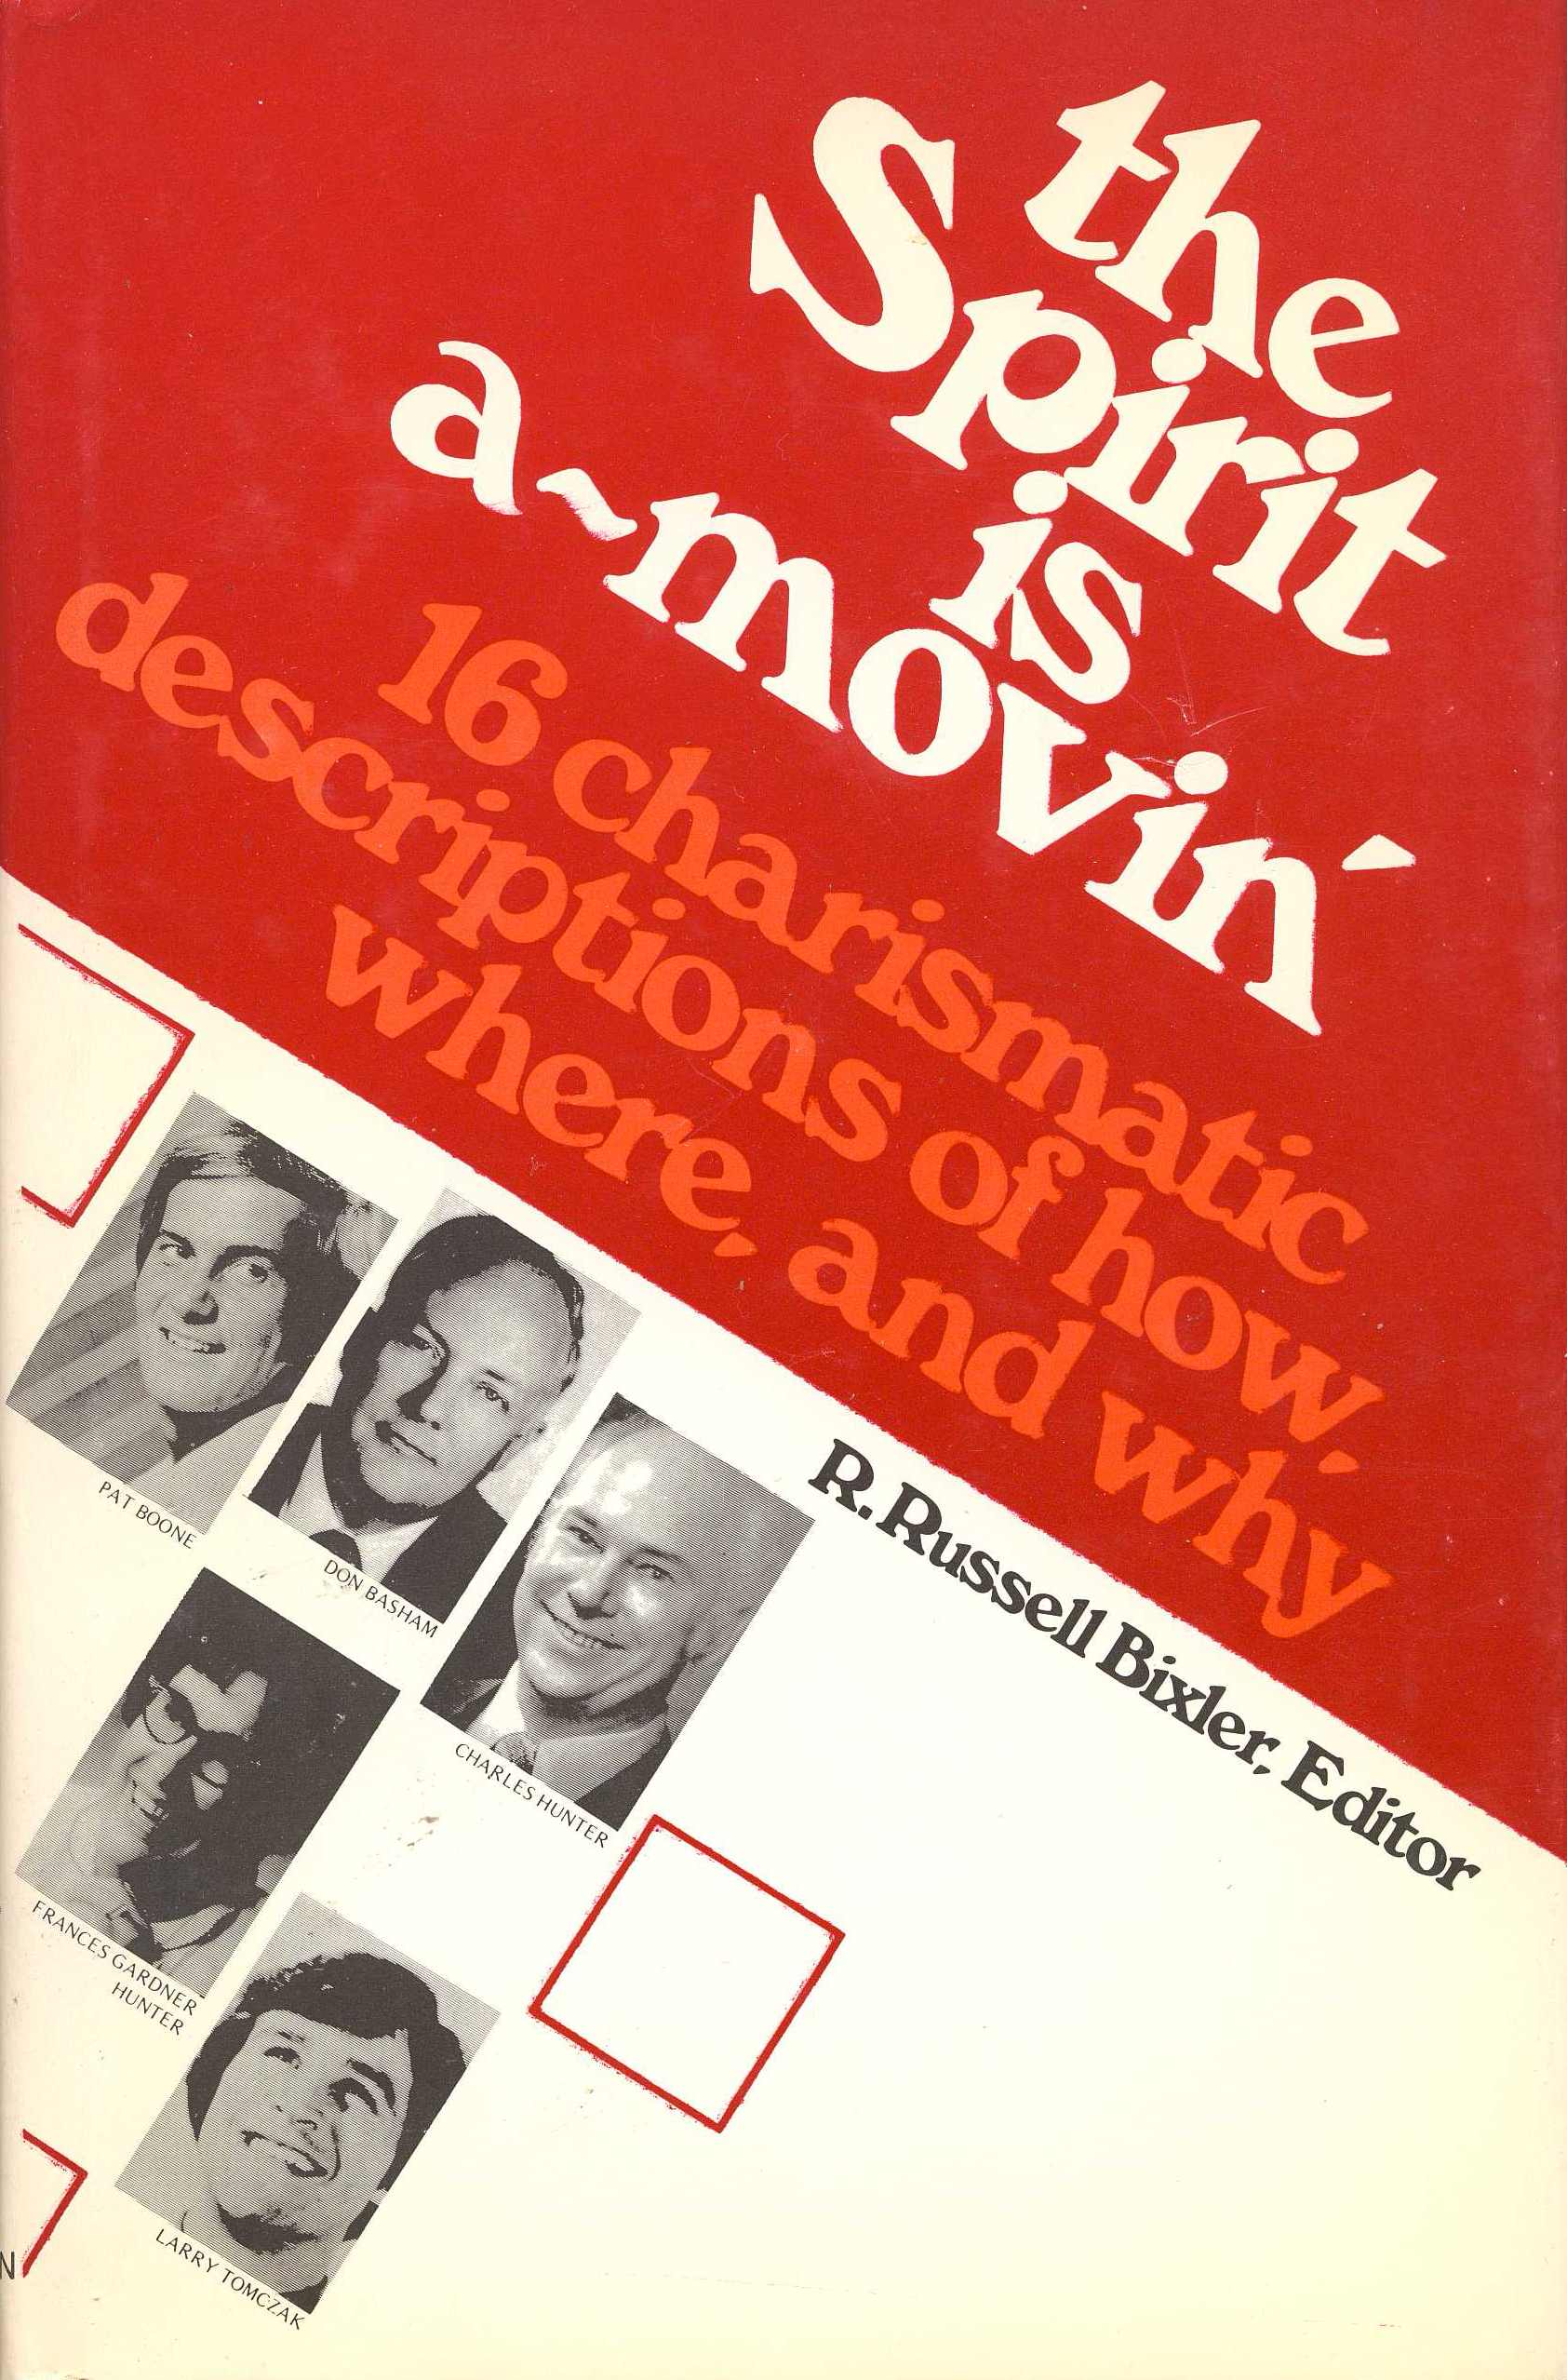 the
Spirit
is
a~movin'
16 charismatic
descriptions of how,
where, and why
R. Russell Bixler, Editor
PAT BOONE
DON BASHAM
CHARLES HUNTER
FRANCES GARDNER
HUNTER
LARRY TOMCZAK
N